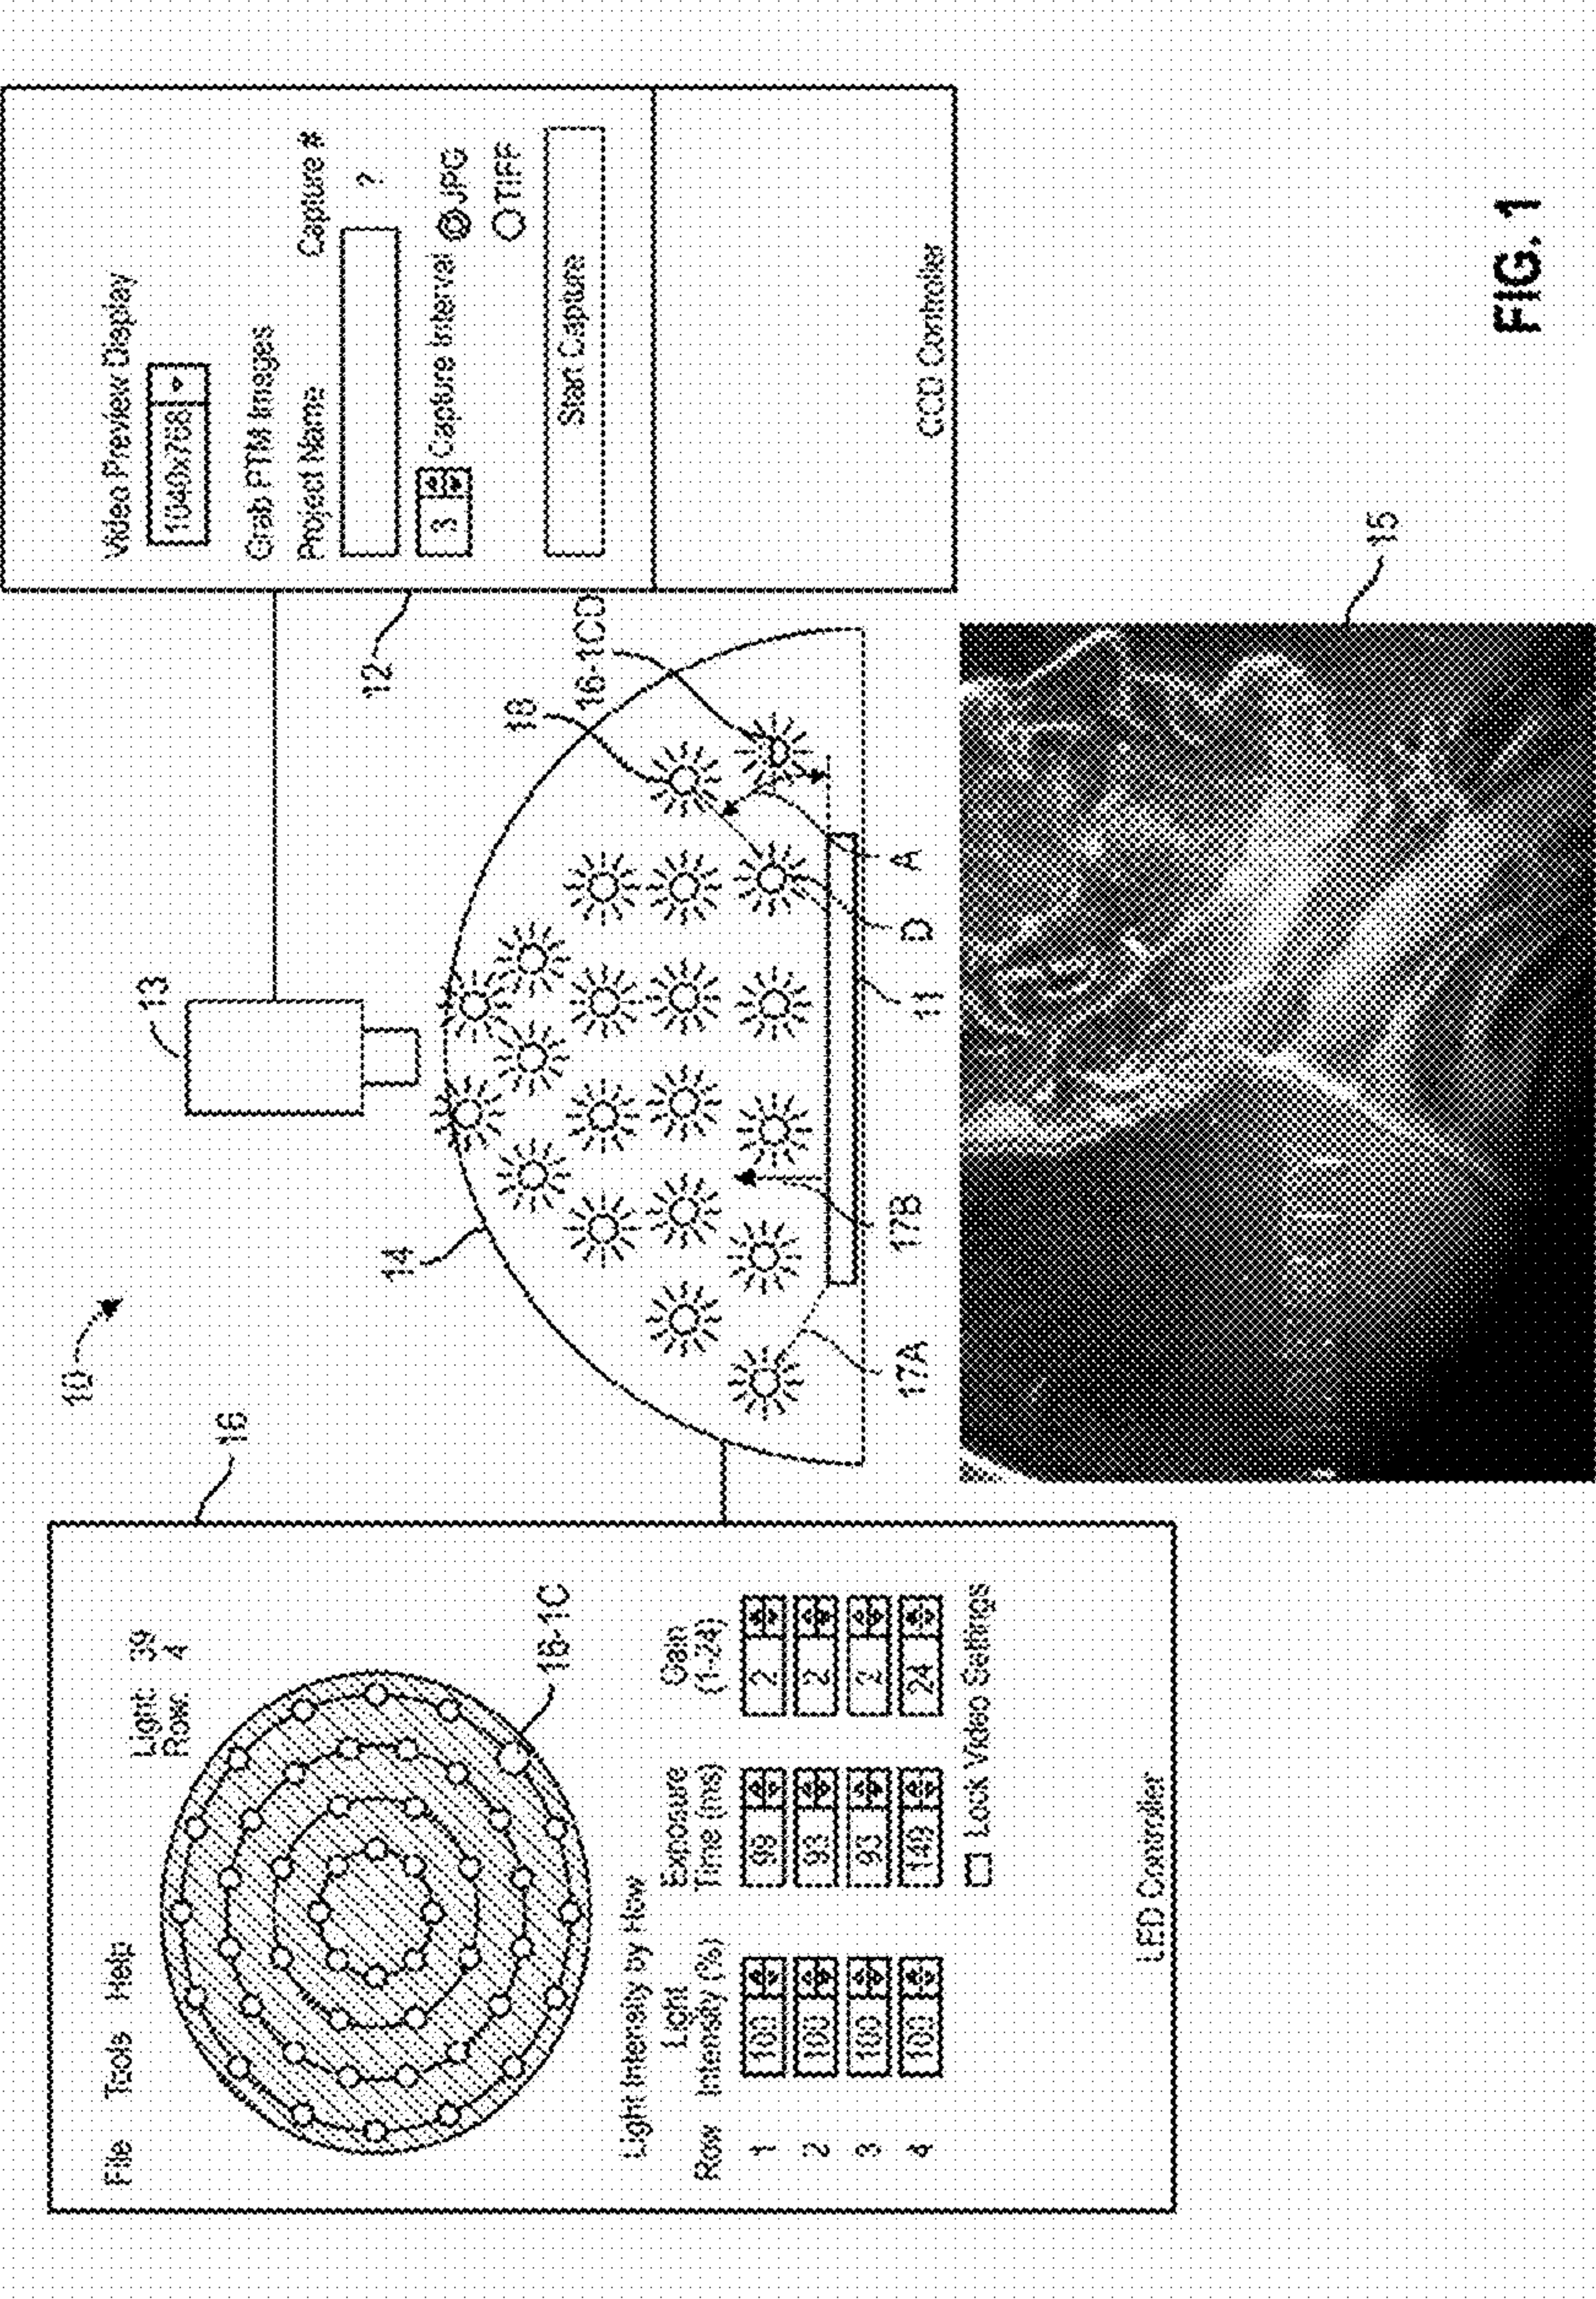 10
16
File Tools Help
Light: 39
Row: 4
16-1C
Light Intensity by Row
Row
Light Intensity (%)
Exposure Time (ms)
Gain (1-24)
1 100 99 2
2 100 93 2
3 100 93 2
4 100 140 24
Lock Video Settings
LED Controller
13
14
18
16-1CD
17A
17B
11
D
A
12
Video Preview Display
1040x768
Grab PTM Images
Project Name Capture #
?
3 Capture Interval JPG
TIFF
Start Capture
CCD Controller
15
FIG. 1